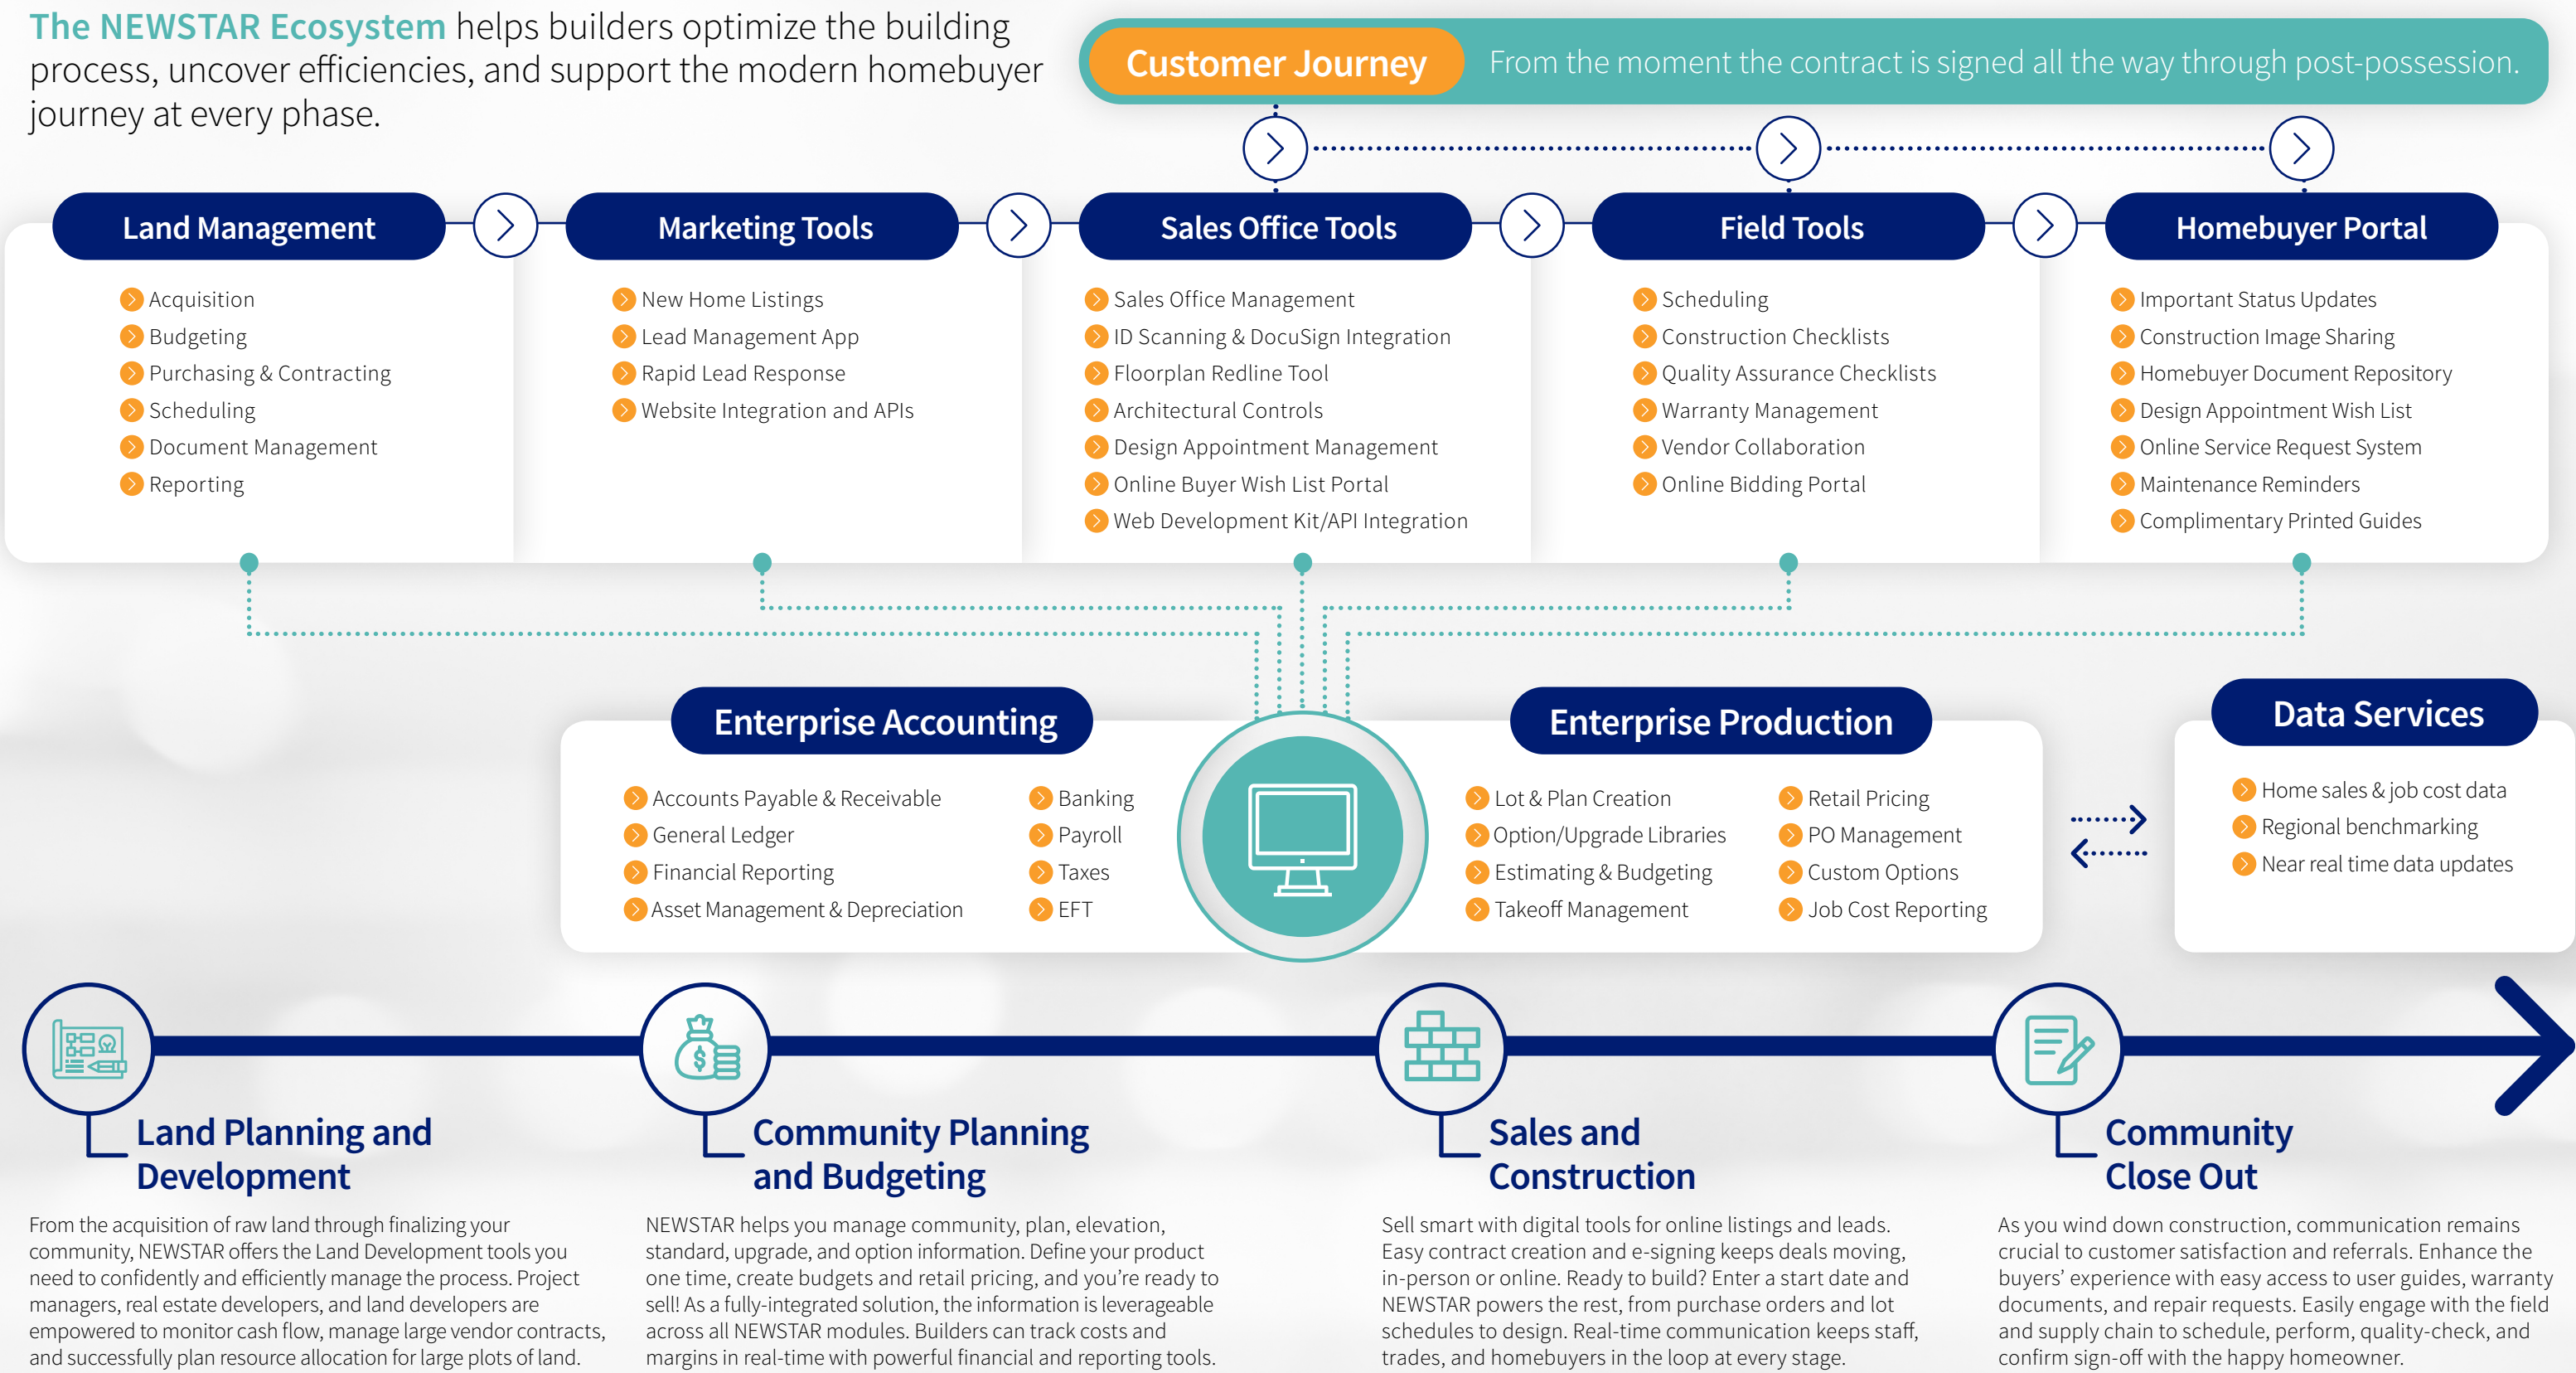 The NEWSTAR Ecosystem helps builders optimize the building
process, uncover efficiencies, and support the modern homebuyer
journey at every phase.
Customer Journey
From the moment the contract is signed all the way through post-possession.
Land Management
Acquisition
Budgeting
Purchasing & Contracting
Scheduling
Document Management
Reporting
Marketing Tools
New Home Listings
Lead Management App
Rapid Lead Response
Website Integration and APIs
Sales Office Tools
Sales Office Management
ID Scanning & DocuSign Integration
Floorplan Redline Tool
Architectural Controls
Design Appointment Management
Online Buyer Wish List Portal
Web Development Kit/API Integration
Field Tools
Scheduling
Construction Checklists
Quality Assurance Checklists
Warranty Management
Vendor Collaboration
Online Bidding Portal
Homebuyer Portal
Important Status Updates
Construction Image Sharing
Homebuyer Document Repository
Design Appointment Wish List
Online Service Request System
Maintenance Reminders
Complimentary Printed Guides
Enterprise Accounting
Accounts Payable & Receivable
General Ledger
Financial Reporting
Asset Management & Depreciation
Banking
Payroll
Taxes
EFT
Enterprise Production
Lot & Plan Creation
Option/Upgrade Libraries
Estimating & Budgeting
Takeoff Management
Retail Pricing
PO Management
Custom Options
Job Cost Reporting
Data Services
Home sales & job cost data
Regional benchmarking
Near real time data updates
$
Land Planning and
Development
From the acquisition of raw land through finalizing your
community, NEWSTAR offers the Land Development tools you
need to confidently and efficiently manage the process. Project
managers, real estate developers, and land developers are
empowered to monitor cash flow, manage large vendor contracts,
and successfully plan resource allocation for large plots of land.
Community Planning
and Budgeting
NEWSTAR helps you manage community, plan, elevation,
standard, upgrade, and option information. Define your product
one time, create budgets and retail pricing, and you're ready to
sell! As a fully-integrated solution, the information is leverageable
across all NEWSTAR modules. Builders can track costs and
margins in real-time with powerful financial and reporting tools.
Sales and
Construction
Sell smart with digital tools for online listings and leads.
Easy contract creation and e-signing keeps deals moving,
in-person or online. Ready to build? Enter a start date and
NEWSTAR powers the rest, from purchase orders and lot
schedules to design. Real-time communication keeps staff,
trades, and homebuyers in the loop at every stage.
Community
Close Out
As you wind down construction, communication remains
crucial to customer satisfaction and referrals. Enhance the
buyers' experience with easy access to user guides, warranty
documents, and repair requests. Easily engage with the field
and supply chain to schedule, perform, quality-check, and
confirm sign-off with the happy homeowner.